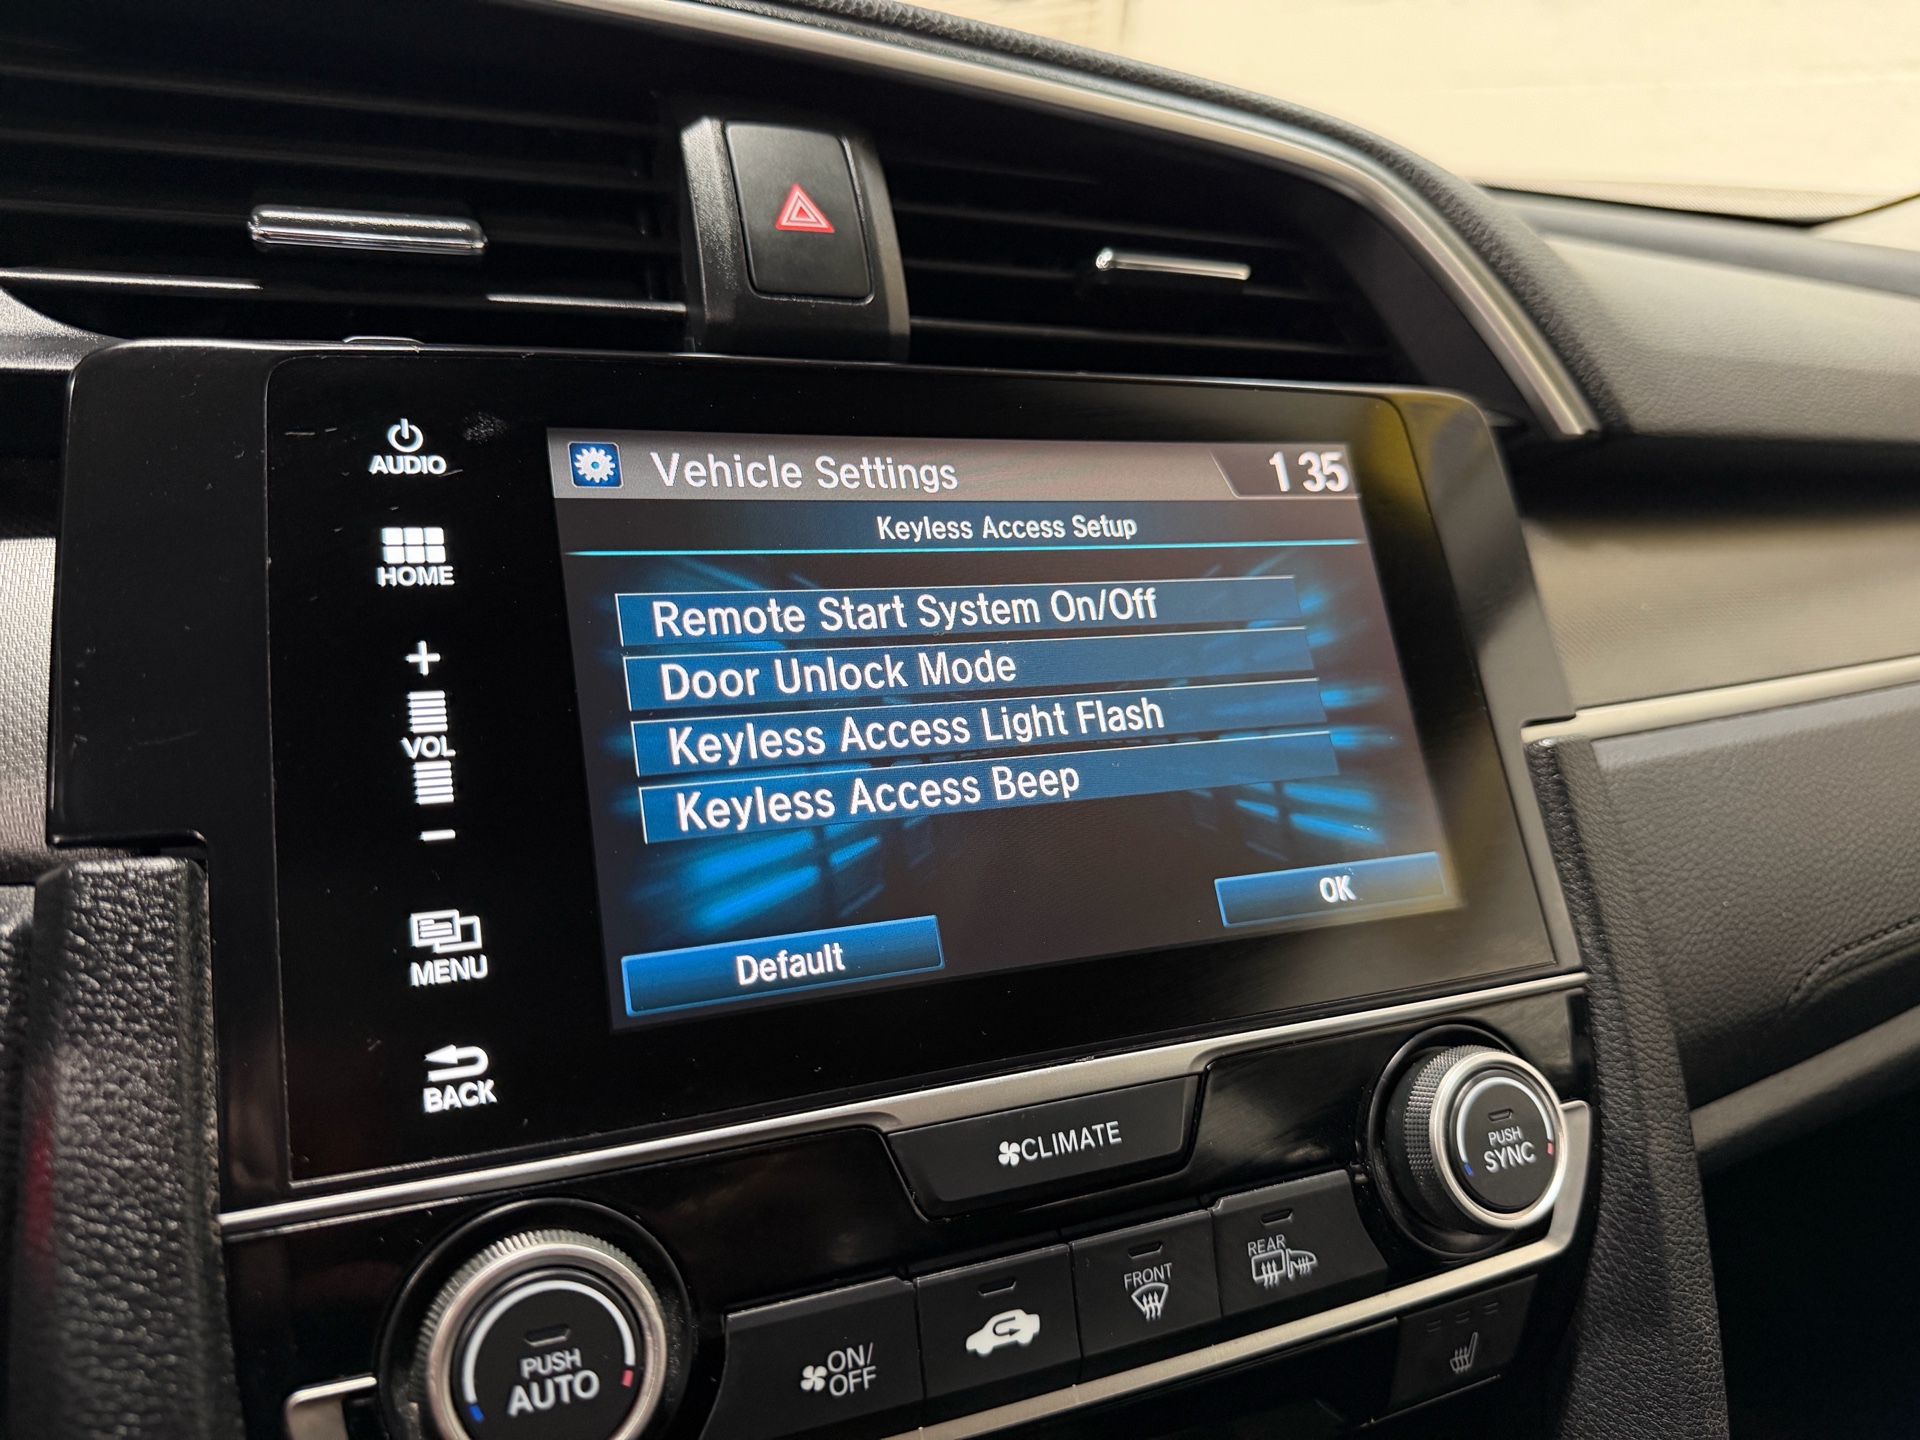 AUDIO
HOME
VOL
MENU
BACK
Vehicle Settings
1 35
Keyless Access Setup
Remote Start System On/Off
Door Unlock Mode
Keyless Access Light Flash
Keyless Access Beep
Default
OK
CLIMATE
PUSH
SYNC
PUSH
AUTO
ON/
OFF
FRONT
REAR